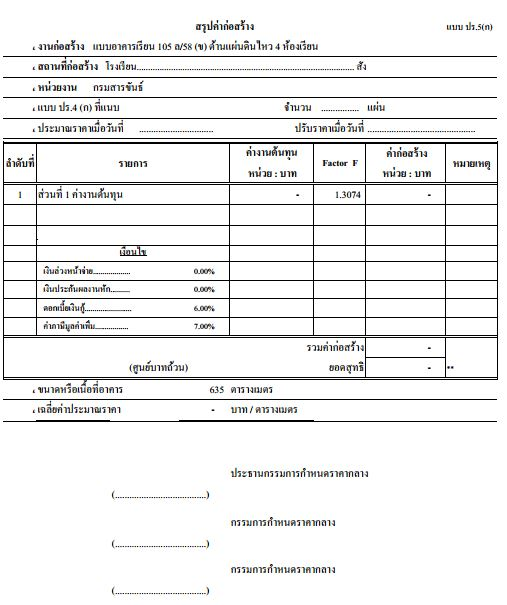 สรุปค่าก่อสร้าง
แบบ ปร.5(ก)
งานก่อสร้าง แบบอาคารเรียน 105 ล/58 (ข) ต้านแผ่นดินไหว 4 ห้องเรียน
สถานที่ก่อสร้าง โรงเรียน.................................................................................... สัง
หน่วยงาน กรมสารขันธ์
แบบ ปร.4 (ก) ที่แนบ จำนวน ................ แผ่น
ประมาณราคาเมื่อวันที่ .............................. ปรับราคาเมื่อวันที่ ...........................................
ลำดับที่ รายการ ค่างานต้นทุน หน่วย : บาท Factor F ค่าก่อสร้าง หน่วย : บาท หมายเหตุ
1 ส่วนที่ 1 ค่างานต้นทุน - 1.3074 -
เงื่อนไข
เงินล่วงหน้าจ่าย.................. 0.00%
เงินประกันผลงานหัก.......... 0.00%
ดอกเบี้ยเงินกู้....................... 6.00%
ค่าภาษีมูลค่าเพิ่ม................ 7.00%
รวมค่าก่อสร้าง -
(ศูนย์บาทถ้วน) ยอดสุทธิ - **
ขนาดหรือเนื้อที่อาคาร 635 ตารางเมตร
เฉลี่ยค่าประมาณราคา - บาท / ตารางเมตร
ประธานกรรมการกำหนดราคากลาง
(.....................................)
กรรมการกำหนดราคากลาง
(.....................................)
กรรมการกำหนดราคากลาง
(.....................................)